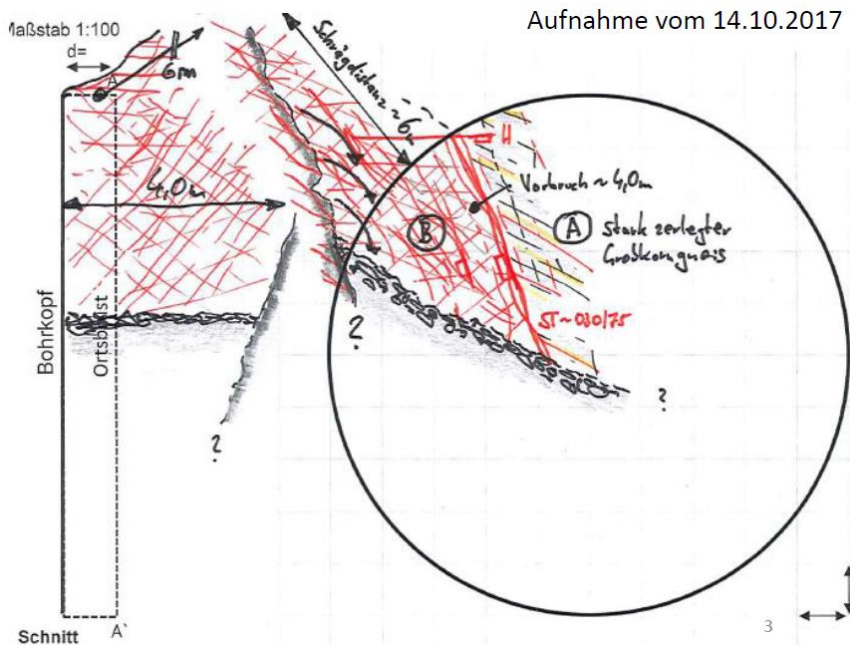 Aufnahme vom 14.10.2017
Maßstab 1:100
d=
A
6m
Schrägdistanz ~ 6m
4,0m
H
Vorbruch ~ 4,0m
B
A
stark zerlegter
Großkorngneis
ST~030/75
Bohrkopf
Ortsbrust
?
?
?
A`
Schnitt
3